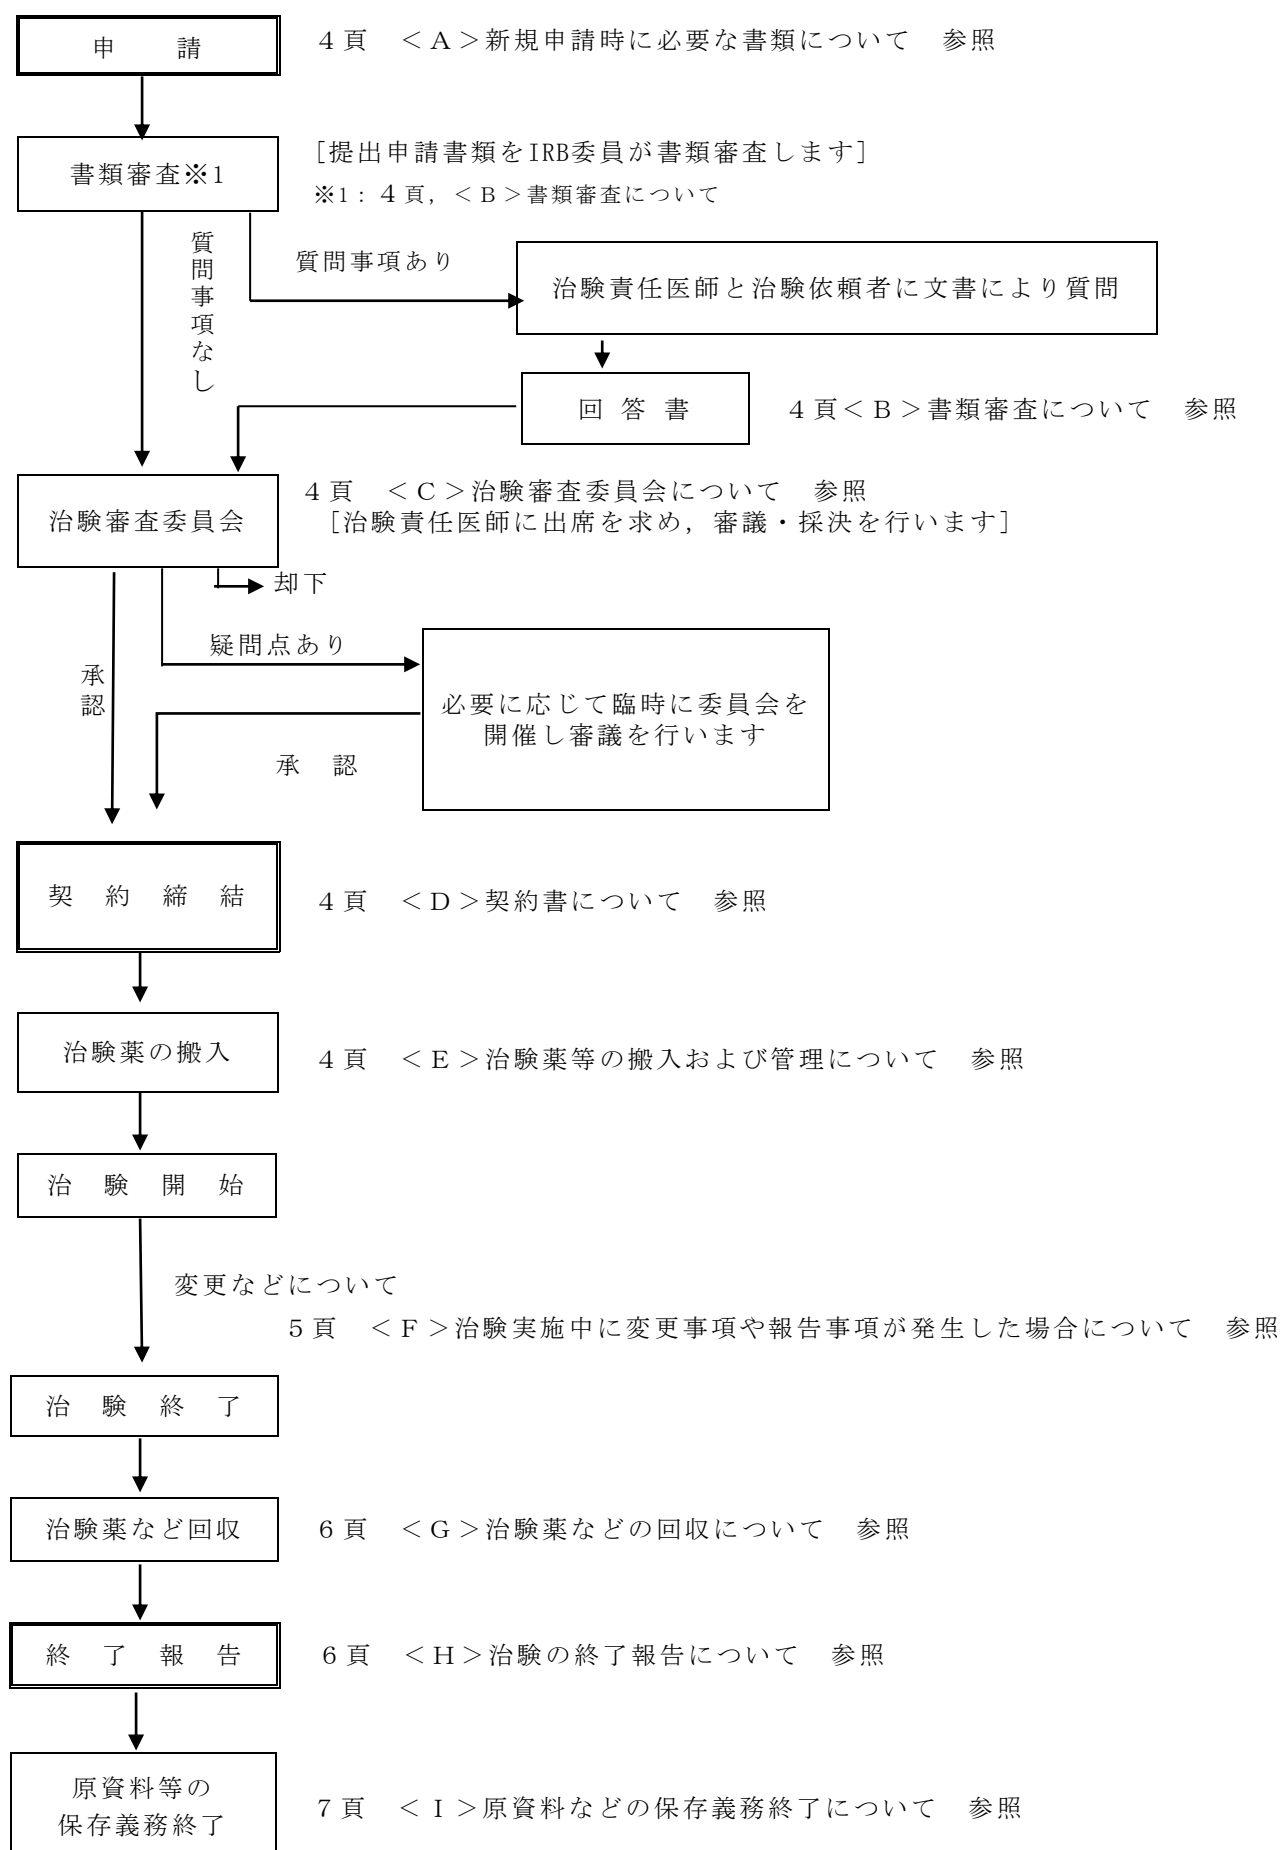 申　　請
４頁　＜Ａ＞新規申請時に必要な書類について　参照
書類審査※1
［提出申請書類をIRB委員が書類審査します］
※1：４頁，＜Ｂ＞書類審査について
質問事項なし
質問事項あり
治験責任医師と治験依頼者に文書により質問
回 答 書
４頁＜Ｂ＞書類審査について　参照
治験審査委員会
４頁　＜Ｃ＞治験審査委員会について　参照
［治験責任医師に出席を求め，審議・採決を行います］
却下
疑問点あり
承認
必要に応じて臨時に委員会を
開催し審議を行います
承　認
契　約　締　結
４頁　＜Ｄ＞契約書について　参照
治験薬の搬入
４頁　＜Ｅ＞治験薬等の搬入および管理について　参照
治　験　開　始
変更などについて
５頁　＜Ｆ＞治験実施中に変更事項や報告事項が発生した場合について　参照
治　験　終　了
治験薬など回収
６頁　＜Ｇ＞治験薬などの回収について　参照
終　了　報　告
６頁　＜Ｈ＞治験の終了報告について　参照
原資料等の
保存義務終了
７頁　＜Ｉ＞原資料などの保存義務終了について　参照